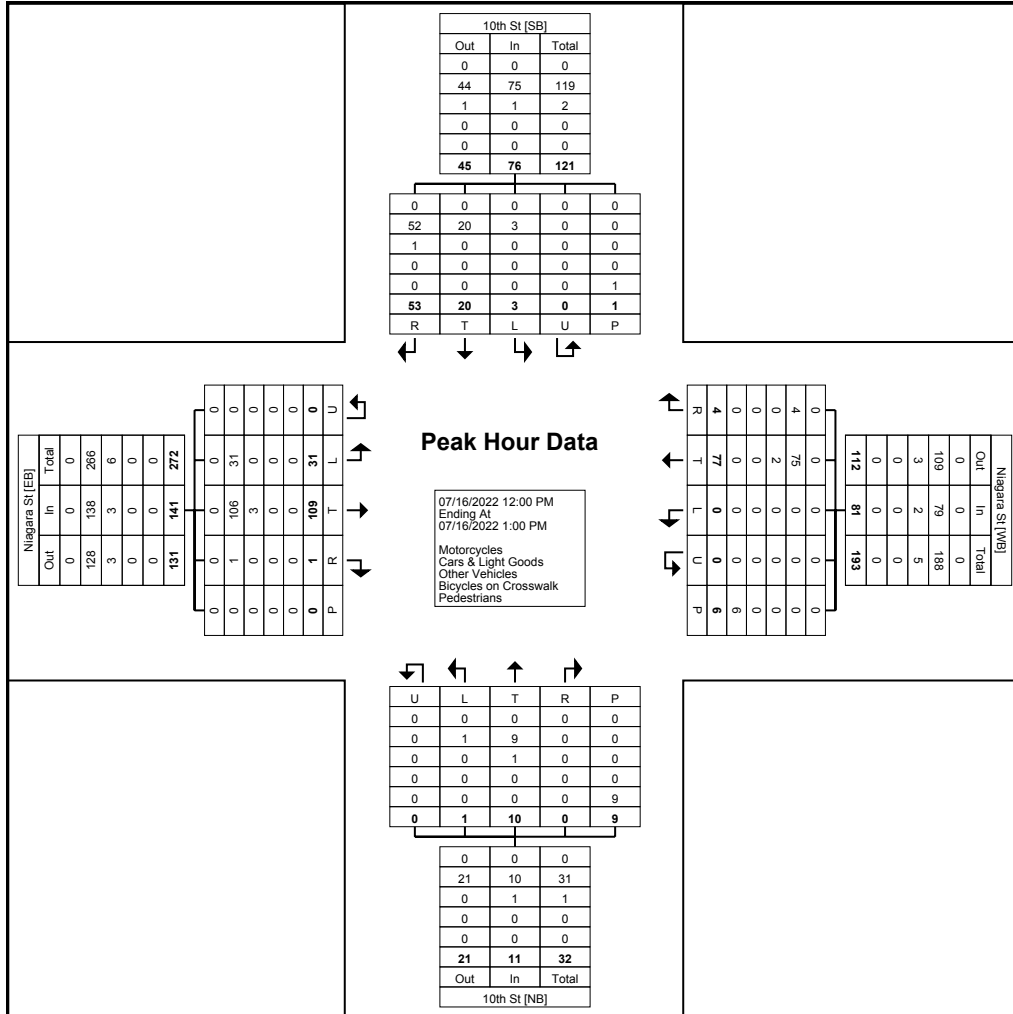 10th St [SB]
Out In Total
0 0 0
44 75 119
1 1 2
0 0 0
0 0 0
45 76 121
0 0 0 0 0
52 20 3 0 0
1 0 0 0 0
0 0 0 0 0
0 0 0 0 1
53 20 3 0 1
R T L U P
Niagara St [EB]
Out In Total
0 0 0
128 138 266
3 3 6
0 0 0
0 0 0
131 141 272
0 0 0 0 0
0 1 106 31 0
0 0 3 0 0
0 0 0 0 0
0 0 0 0 0
0 1 109 31 0
P R T L U
Peak Hour Data
07/16/2022 12:00 PM
Ending At
07/16/2022 1:00 PM
Motorcycles
Cars & Light Goods
Other Vehicles
Bicycles on Crosswalk
Pedestrians
Niagara St [WB]
Out In Total
0 0 0
109 79 188
3 2 5
0 0 0
0 0 0
112 81 193
0 0 0 0 0
4 75 0 0 0
0 2 0 0 0
0 0 0 0 0
0 0 0 0 6
4 77 0 0 6
R T L U P
U L T R P
0 0 0 0 0
0 1 9 0 0
0 0 1 0 0
0 0 0 0 0
0 0 0 0 9
0 1 10 0 9
0 0 0
21 10 31
0 1 1
0 0 0
0 0 0
21 11 32
Out In Total
10th St [NB]